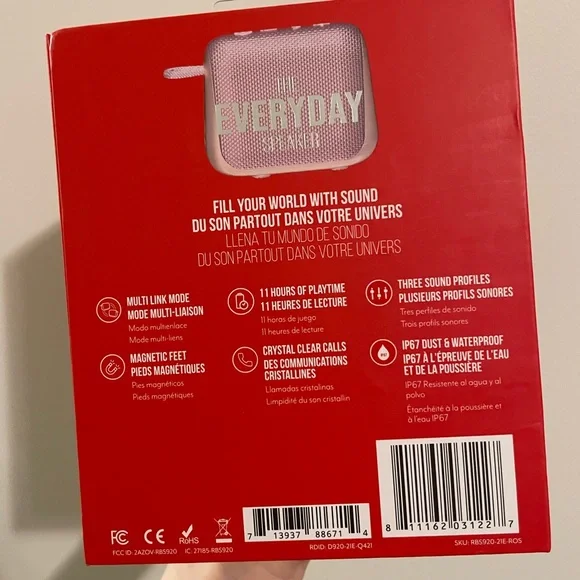 THE
EVERYDAY
SPEAKER
FILL YOUR WORLD WITH SOUND
DU SON PARTOUT DANS VOTRE UNIVERS
LLENA TU MUNDO DE SONIDO
DU SON PARTOUT DANS VOTRE UNIVERS
MULTI LINK MODE
MODE MULTI-LIAISON
Modo multienlace
Mode multi-liens
11 HOURS OF PLAYTIME
11 HEURES DE LECTURE
11 horas de juego
11 heures de lecture
THREE SOUND PROFILES
PLUSIEURS PROFILS SONORES
Tres perfiles de sonido
Trois profils sonores
MAGNETIC FEET
PIEDS MAGNÉTIQUES
Pies magnéticos
Pieds magnétiques
CRYSTAL CLEAR CALLS
DES COMMUNICATIONS
CRISTALLINES
Llamadas cristalinas
Limpidité du son cristallin
IP67
IP67 DUST & WATERPROOF
IP67 À L'ÉPREUVE DE L'EAU
ET DE LA POUSSIÈRE
IP67 Resistente al agua y al
polvo
Étanchéité à la poussière et
à l'eau IP67
FC CE RoHS
FCC ID: 2AZOV-RBS920 IC: 27185-RBS920
7 13937 88671 4
RDID: D920-21E-Q421
8 11162 03122 7
SKU: RBS920-21E-ROS